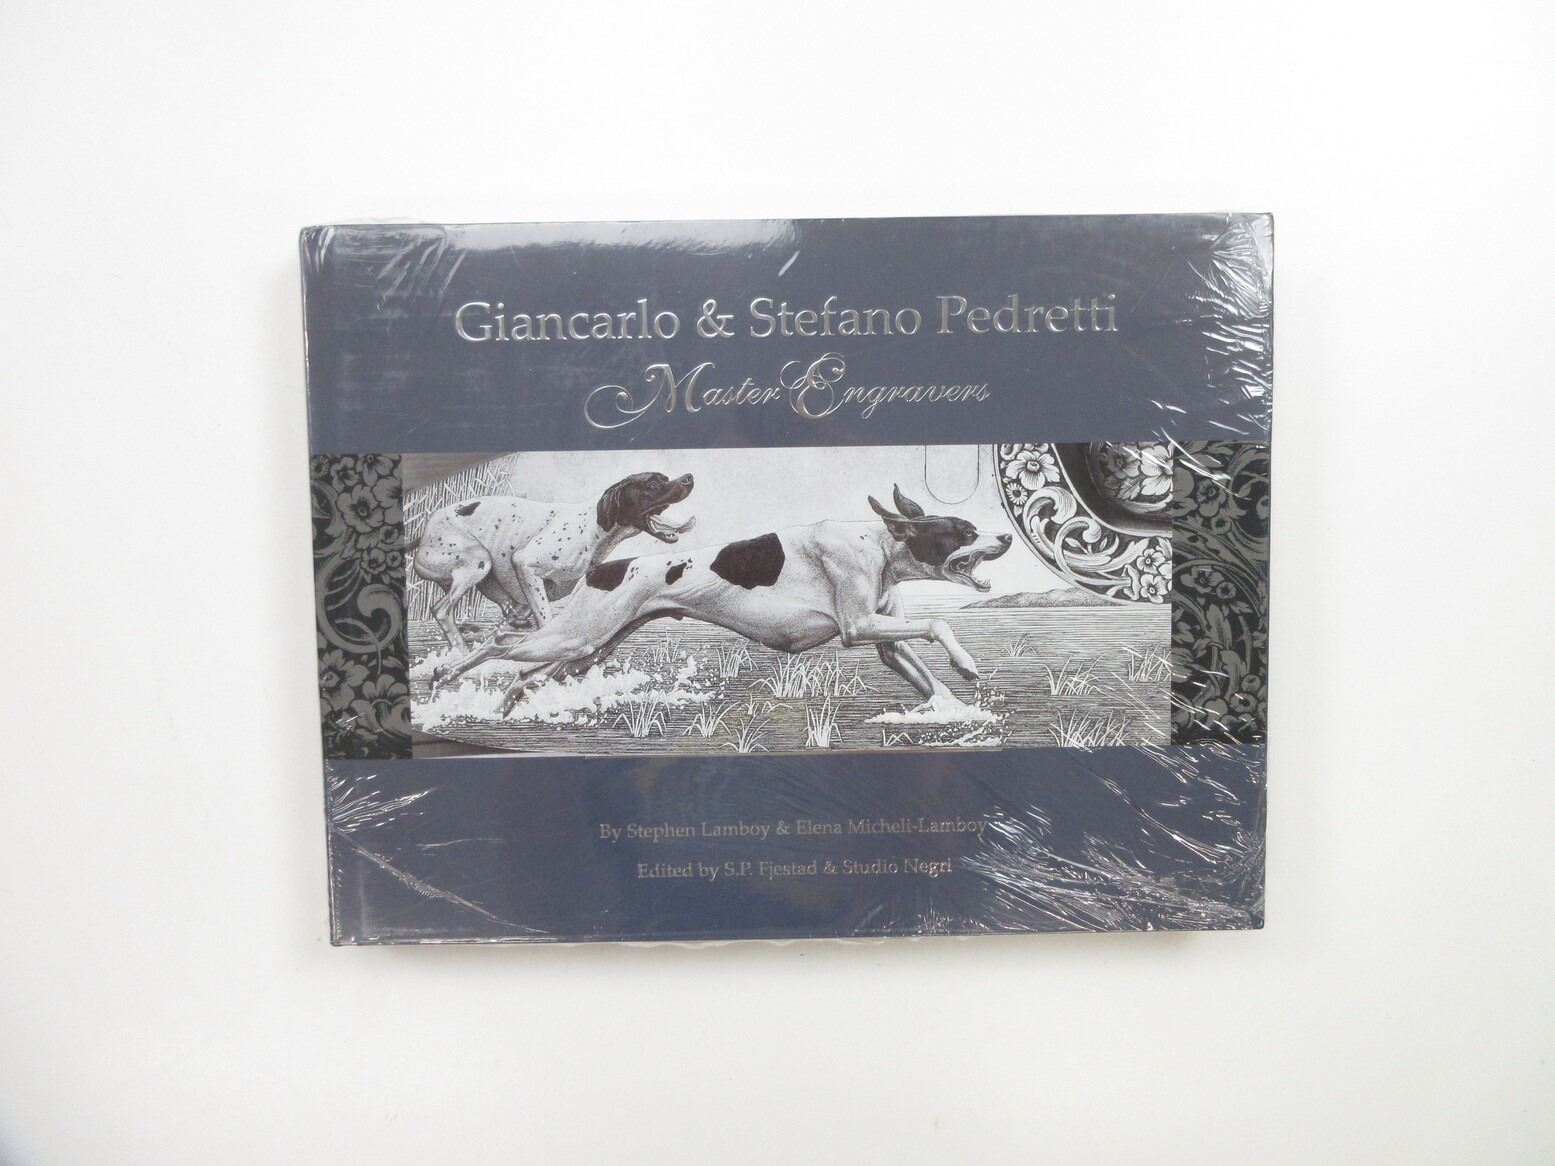 Giancarlo & Stefano Pedretti
Master Engravers
By Stephen Lamboy & Elena Micheli-Lamboy
Edited by S.P. Fjestad & Studio Negri